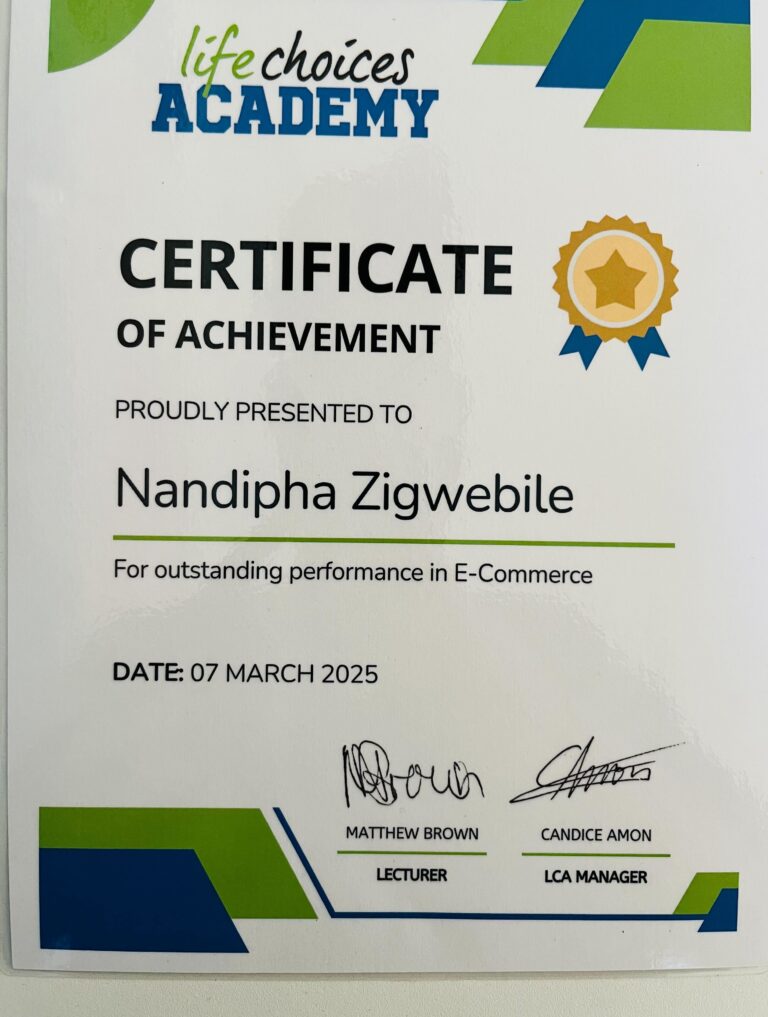 life choices
ACADEMY
CERTIFICATE
OF ACHIEVEMENT
PROUDLY PRESENTED TO
Nandipha Zigwebile
For outstanding performance in E-Commerce
DATE: 07 MARCH 2025
MBrown CAmon
MATTHEW BROWN CANDICE AMON
LECTURER LCA MANAGER